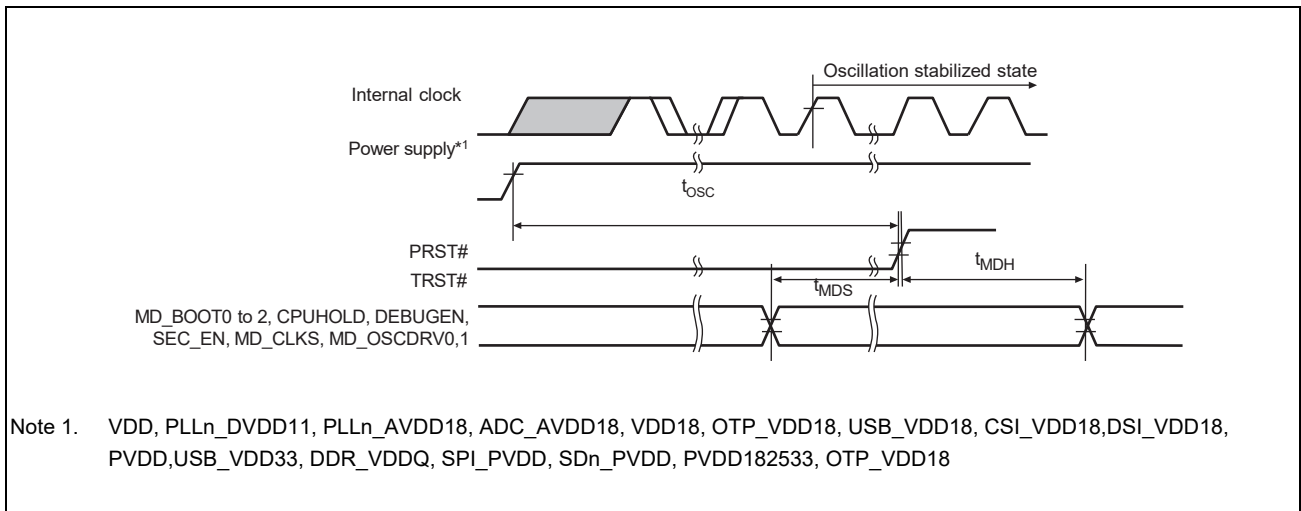 Oscillation stabilized state
Internal clock
Power supply*1
tOSC
PRST#
TRST#
tMDS
tMDH
MD_BOOT0 to 2, CPUHOLD, DEBUGEN,
SEC_EN, MD_CLKS, MD_OSCDRV0,1
Note 1. VDD, PLLn_DVDD11, PLLn_AVDD18, ADC_AVDD18, VDD18, OTP_VDD18, USB_VDD18, CSI_VDD18,DSI_VDD18,
PVDD,USB_VDD33, DDR_VDDQ, SPI_PVDD, SDn_PVDD, PVDD182533, OTP_VDD18